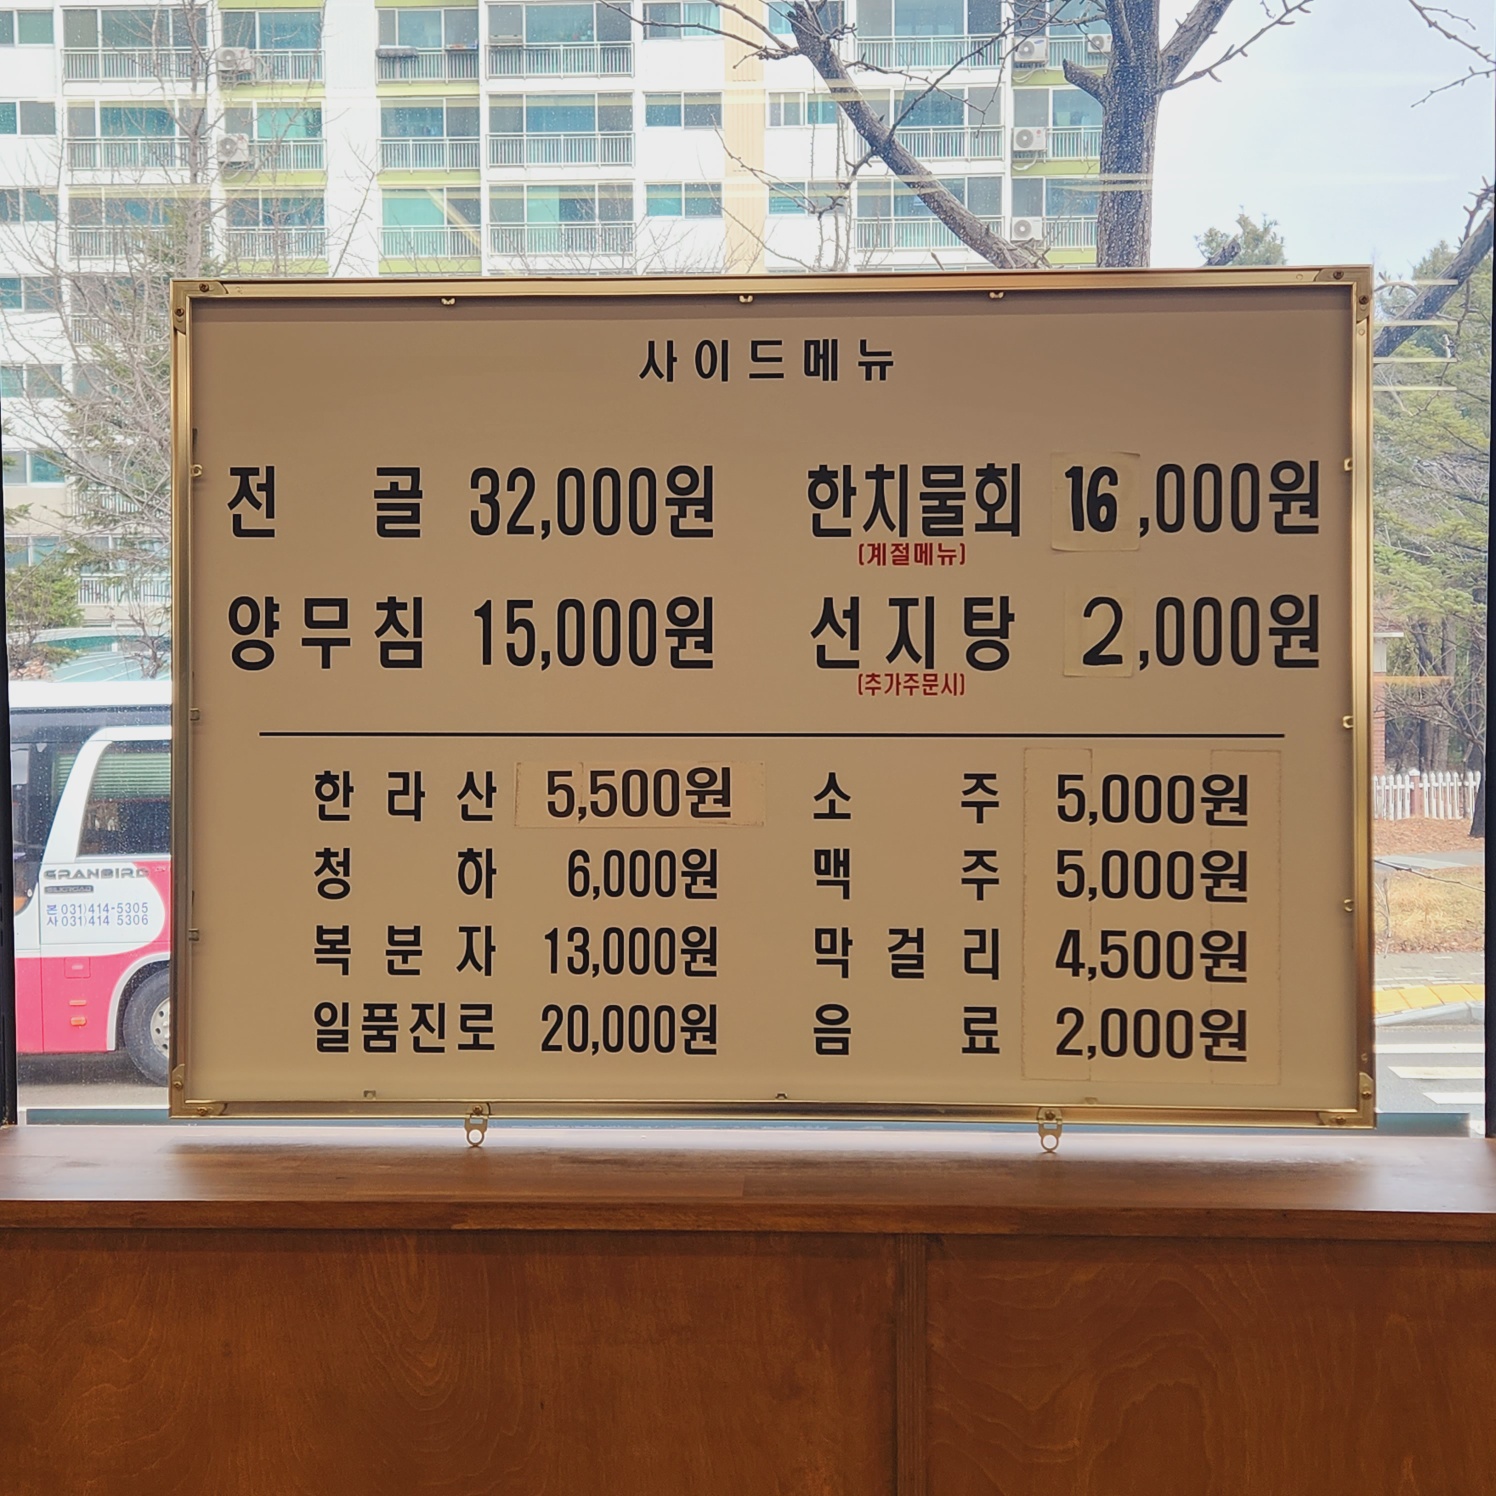 사이드메뉴
전골 32,000원 한치물회 16,000원
(계절메뉴)
양무침 15,000원 선지탕 2,000원
(추가주문시)
한라산 5,500원 소주 5,000원
청하 6,000원 맥주 5,000원
복분자 13,000원 막걸리 4,500원
일품진로 20,000원 음료 2,000원
GRANBIRD
본 031)414-5305
사 031)414 5306